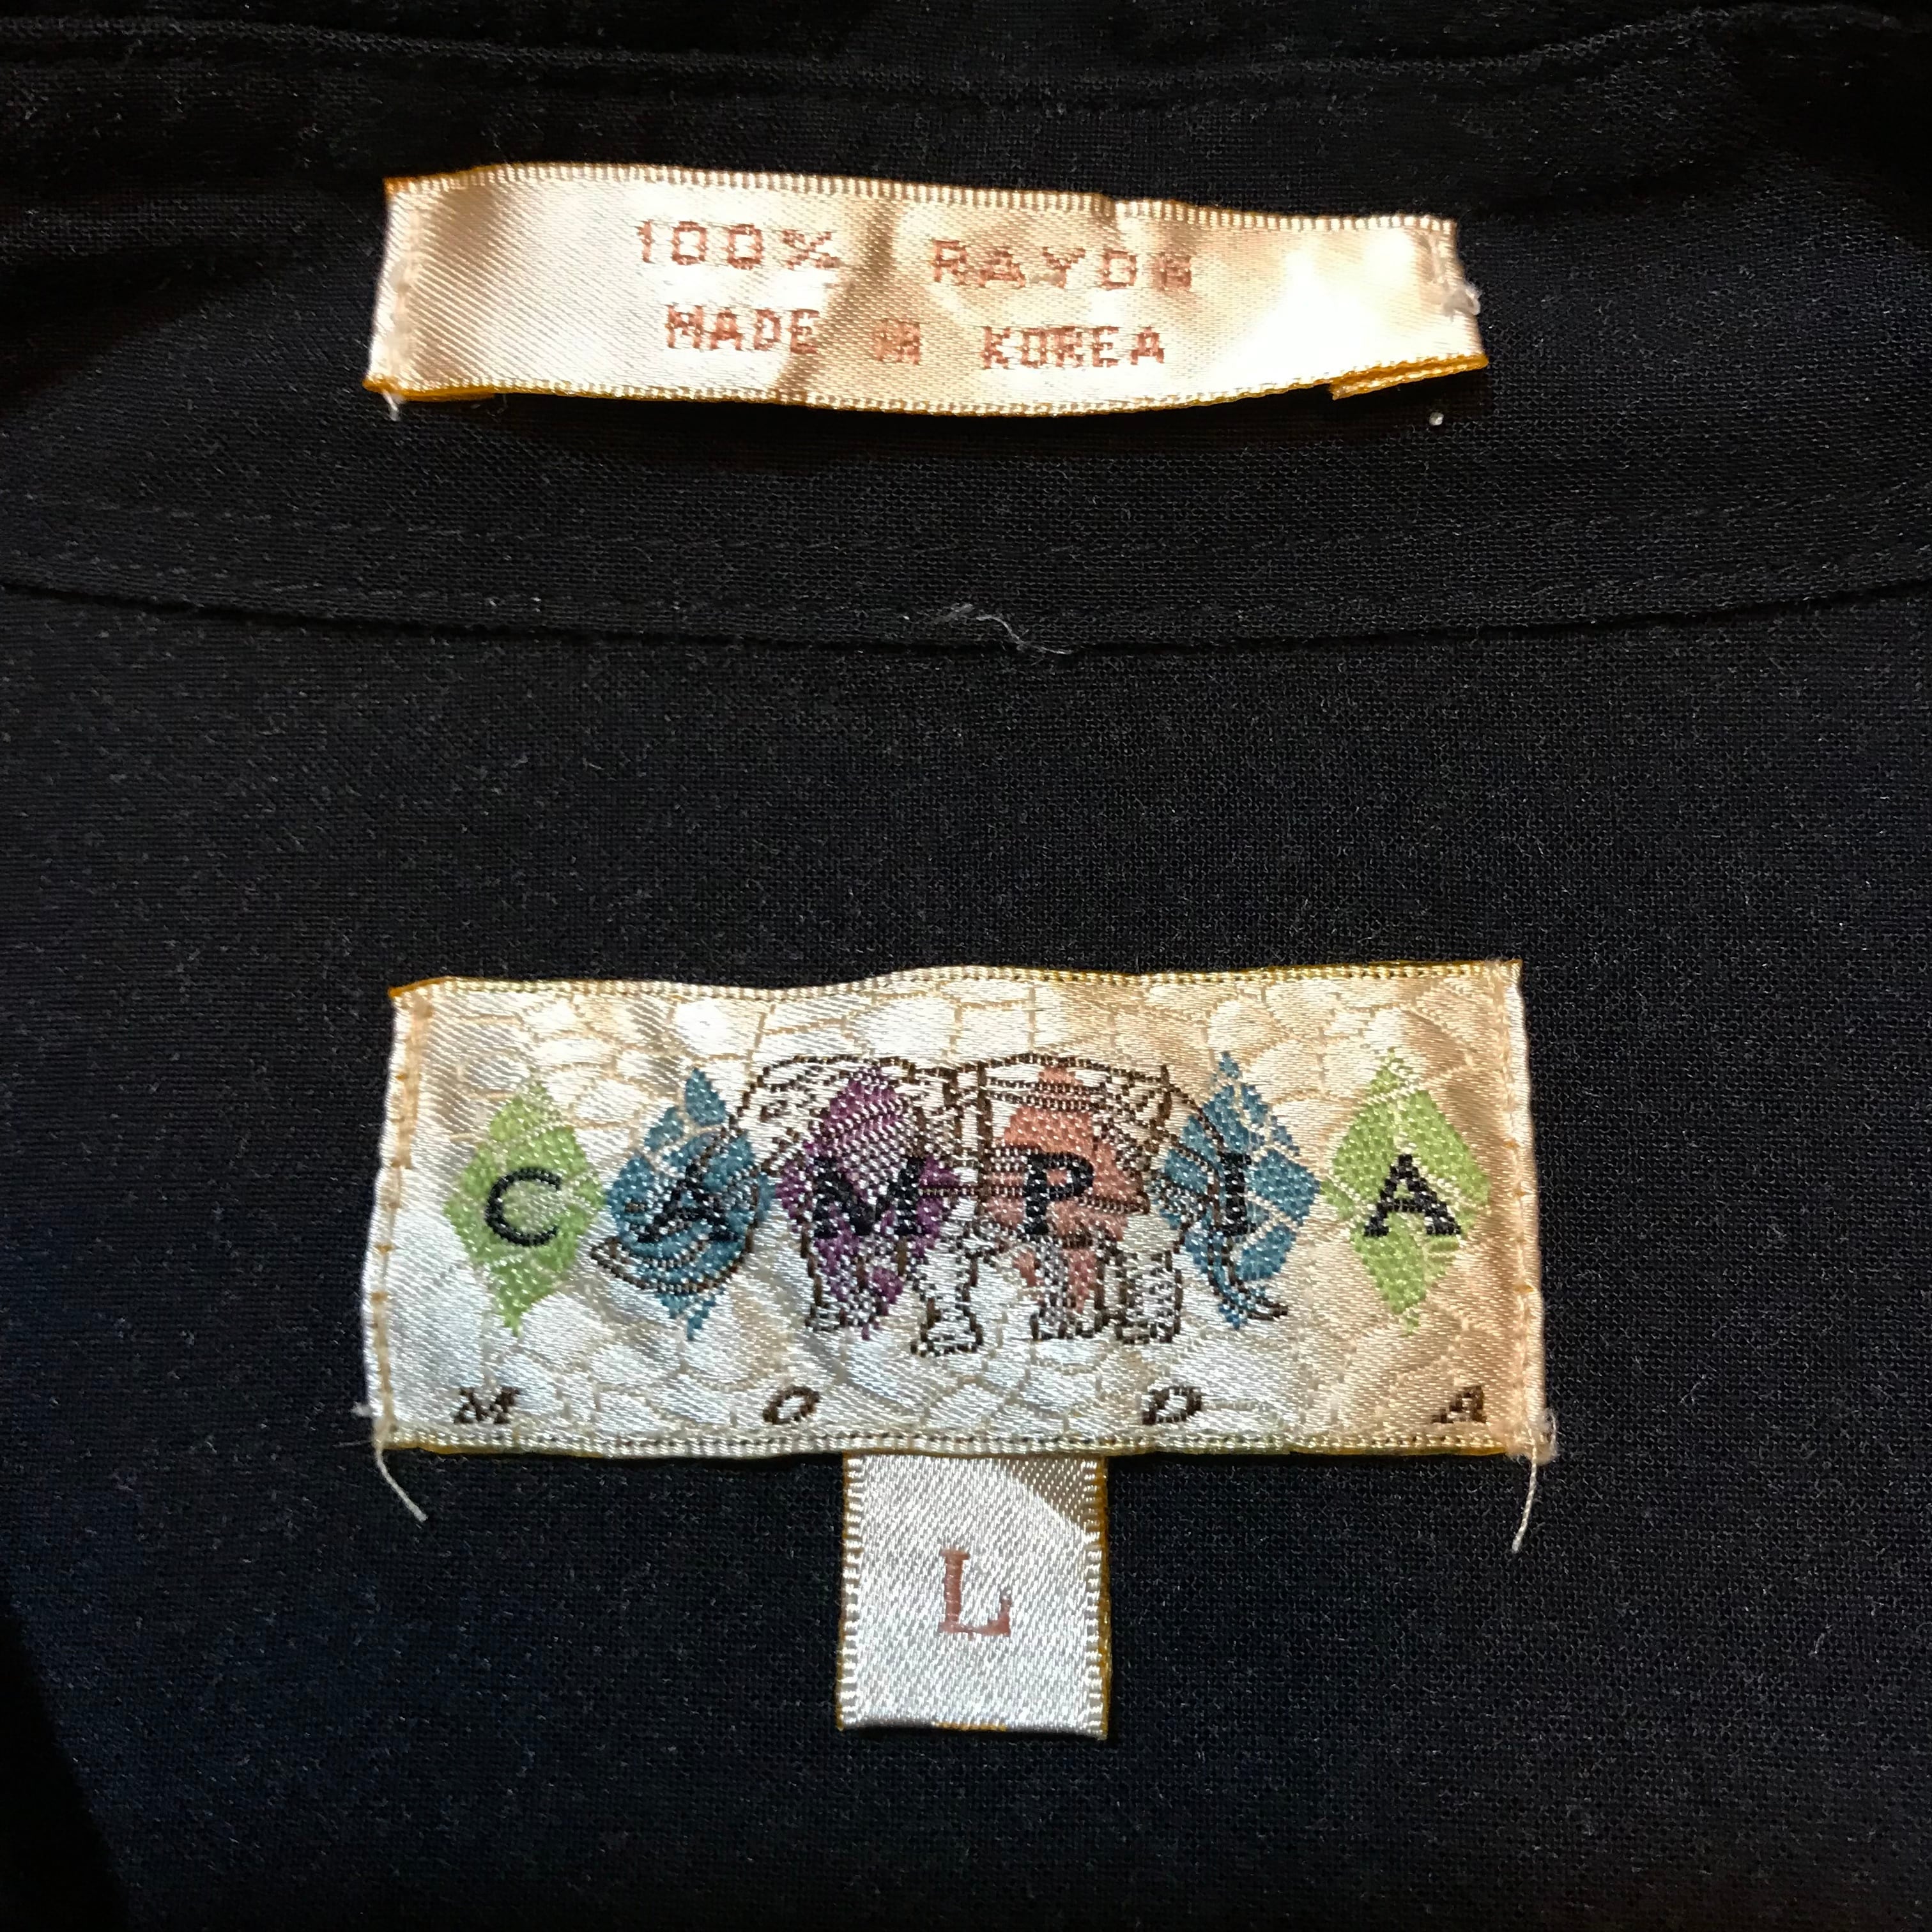 100% RAYON
MADE IN KOREA
CAMPIA
MODA
L